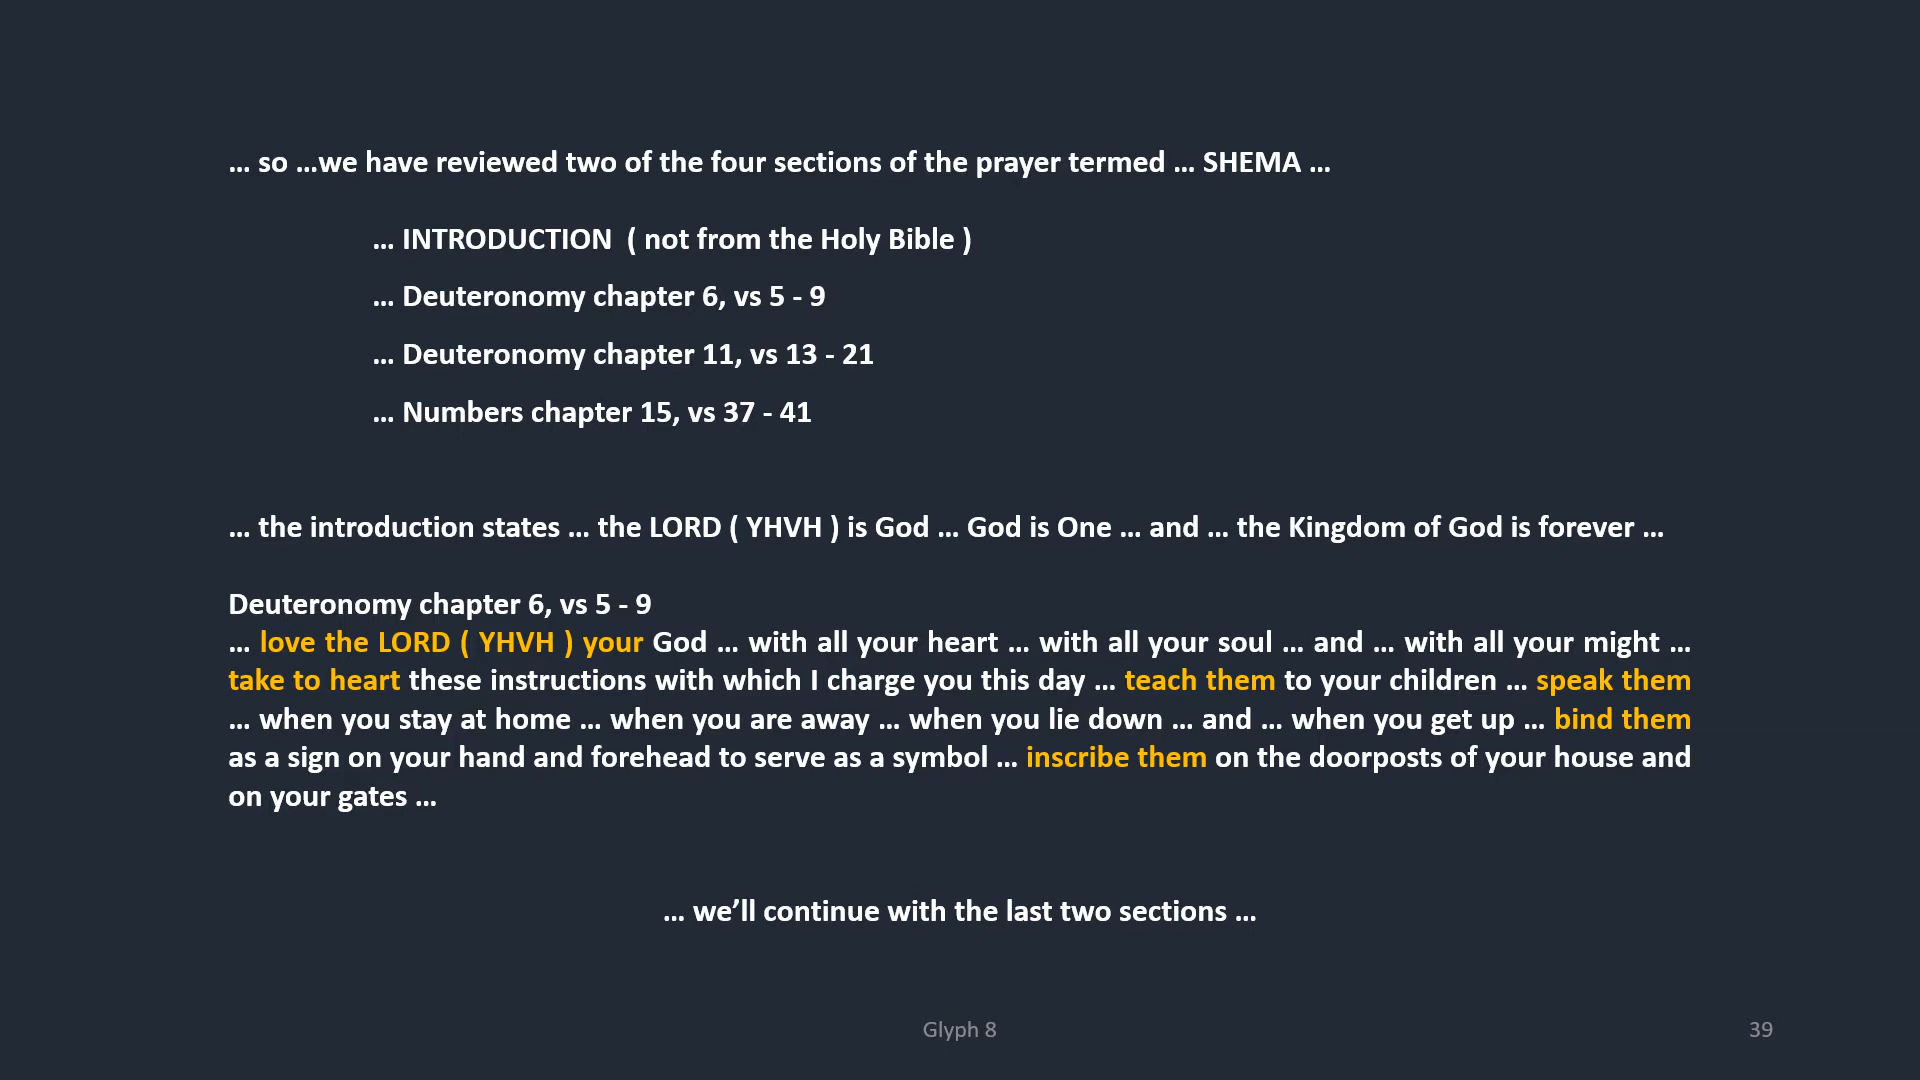 ... so ...we have reviewed two of the four sections of the prayer termed ... SHEMA ...
... INTRODUCTION ( not from the Holy Bible )
... Deuteronomy chapter 6, vs 5 - 9
... Deuteronomy chapter 11, vs 13 - 21
... Numbers chapter 15, vs 37 - 41
... the introduction states ... the LORD ( YHVH ) is God ... God is One ... and ... the Kingdom of God is forever ...
Deuteronomy chapter 6, vs 5 - 9
... love the LORD ( YHVH ) your God ... with all your heart ... with all your soul ... and ... with all your might ...
take to heart these instructions with which I charge you this day ... teach them to your children ... speak them
... when you stay at home ... when you are away ... when you lie down ... and ... when you get up ... bind them
as a sign on your hand and forehead to serve as a symbol ... inscribe them on the doorposts of your house and
on your gates ...
... we’ll continue with the last two sections ...
Glyph 8
39